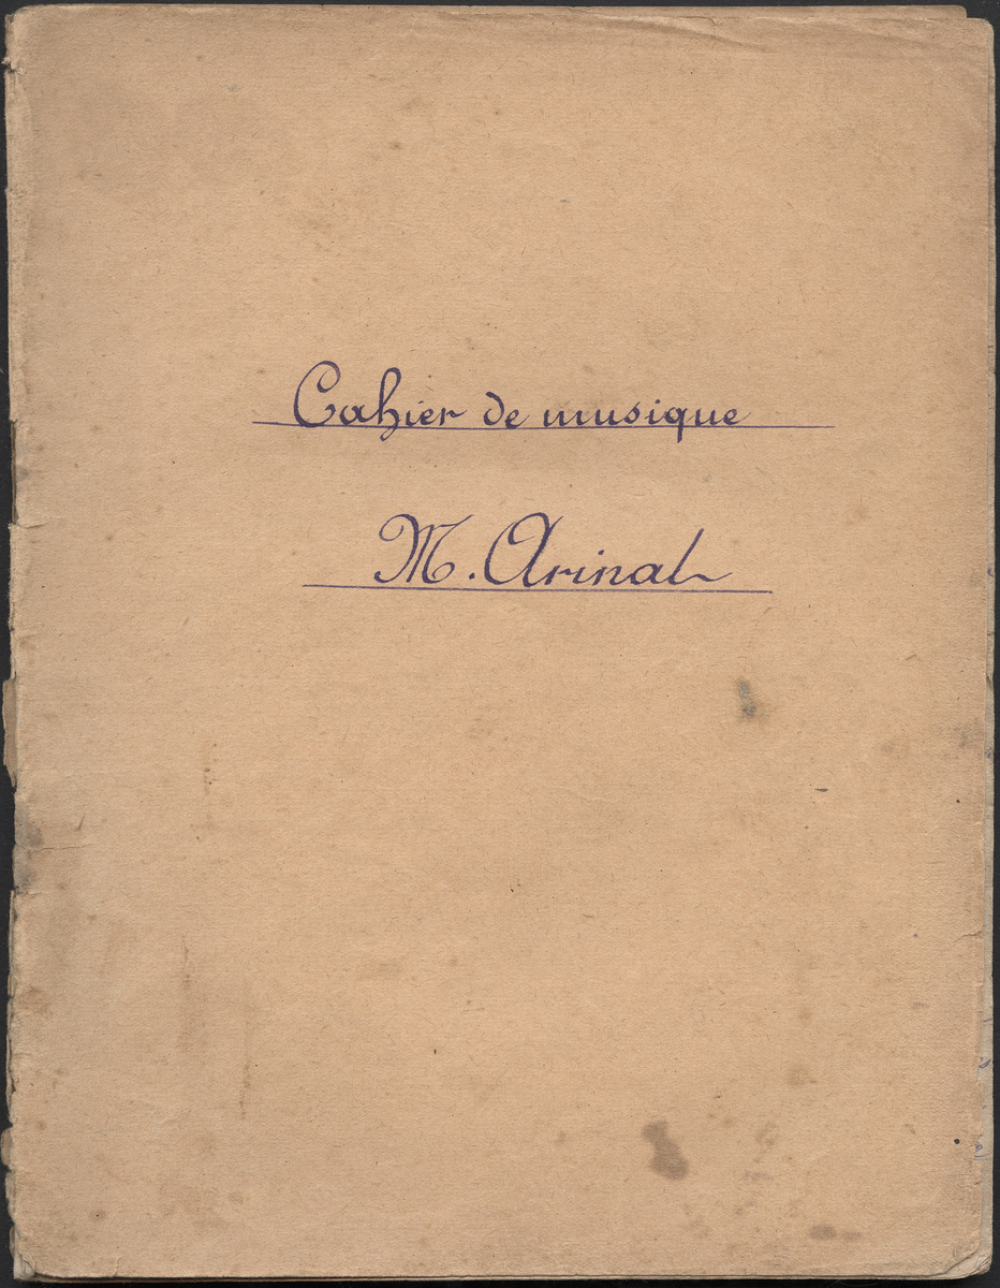 Cahier de musique
M. Arinal